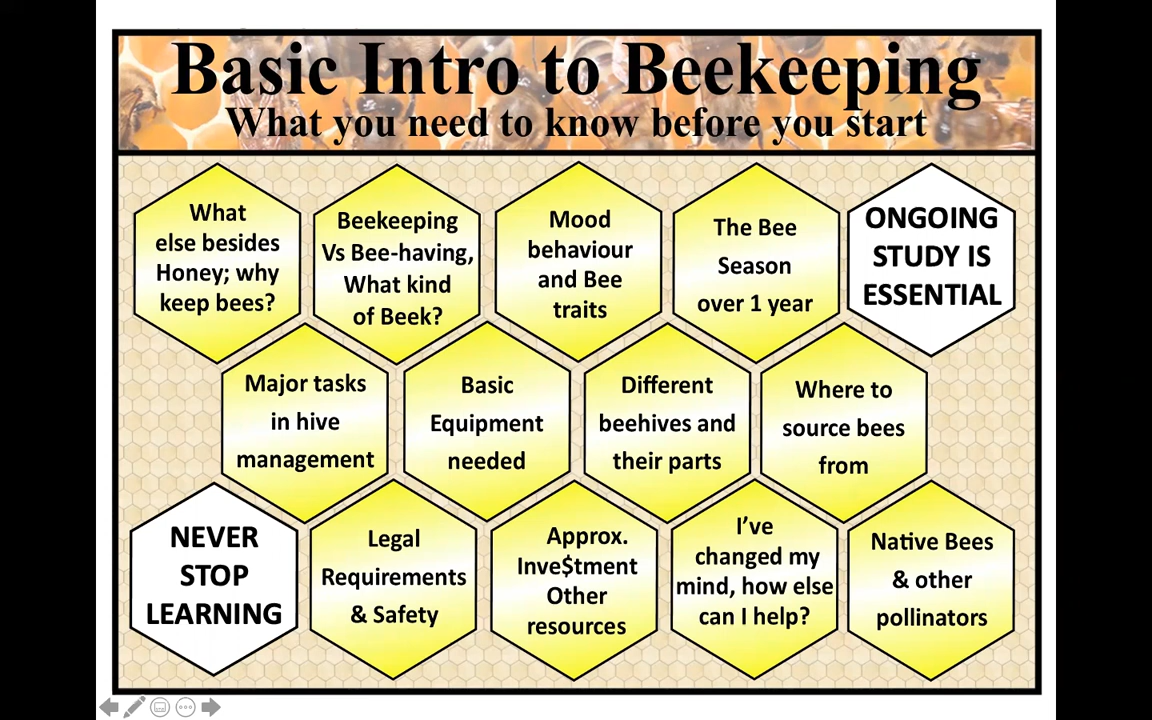 Basic Intro to Beekeeping
What you need to know before you start
What
else besides
Honey; why
keep bees?
Beekeeping
Vs Bee-having,
What kind
of Beek?
Mood
behaviour
and Bee
traits
The Bee
Season
over 1 year
ONGOING
STUDY IS
ESSENTIAL
Major tasks
in hive
management
Basic
Equipment
needed
Different
beehives and
their parts
Where to
source bees
from
NEVER
STOP
LEARNING
Legal
Requirements
& Safety
Approx.
Inve$tment
Other
resources
I’ve
changed my
mind, how else
can I help?
Native Bees
& other
pollinators